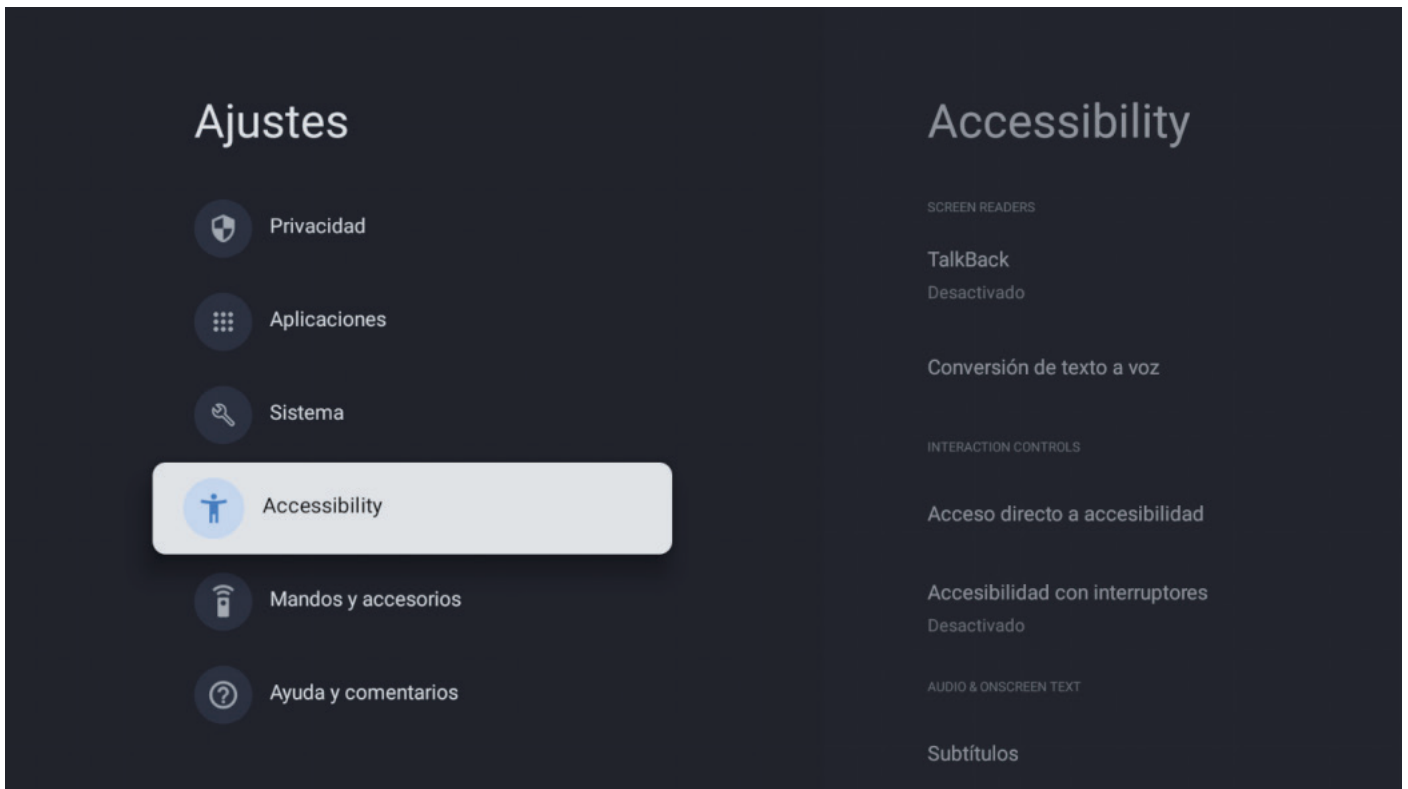 Ajustes
Privacidad
Aplicaciones
Sistema
Accessibility
Mandos y accesorios
Ayuda y comentarios
Accessibility
SCREEN READERS
TalkBack
Desactivado
Conversión de texto a voz
INTERACTION CONTROLS
Acceso directo a accesibilidad
Accesibilidad con interruptores
Desactivado
AUDIO & ONSCREEN TEXT
Subtítulos